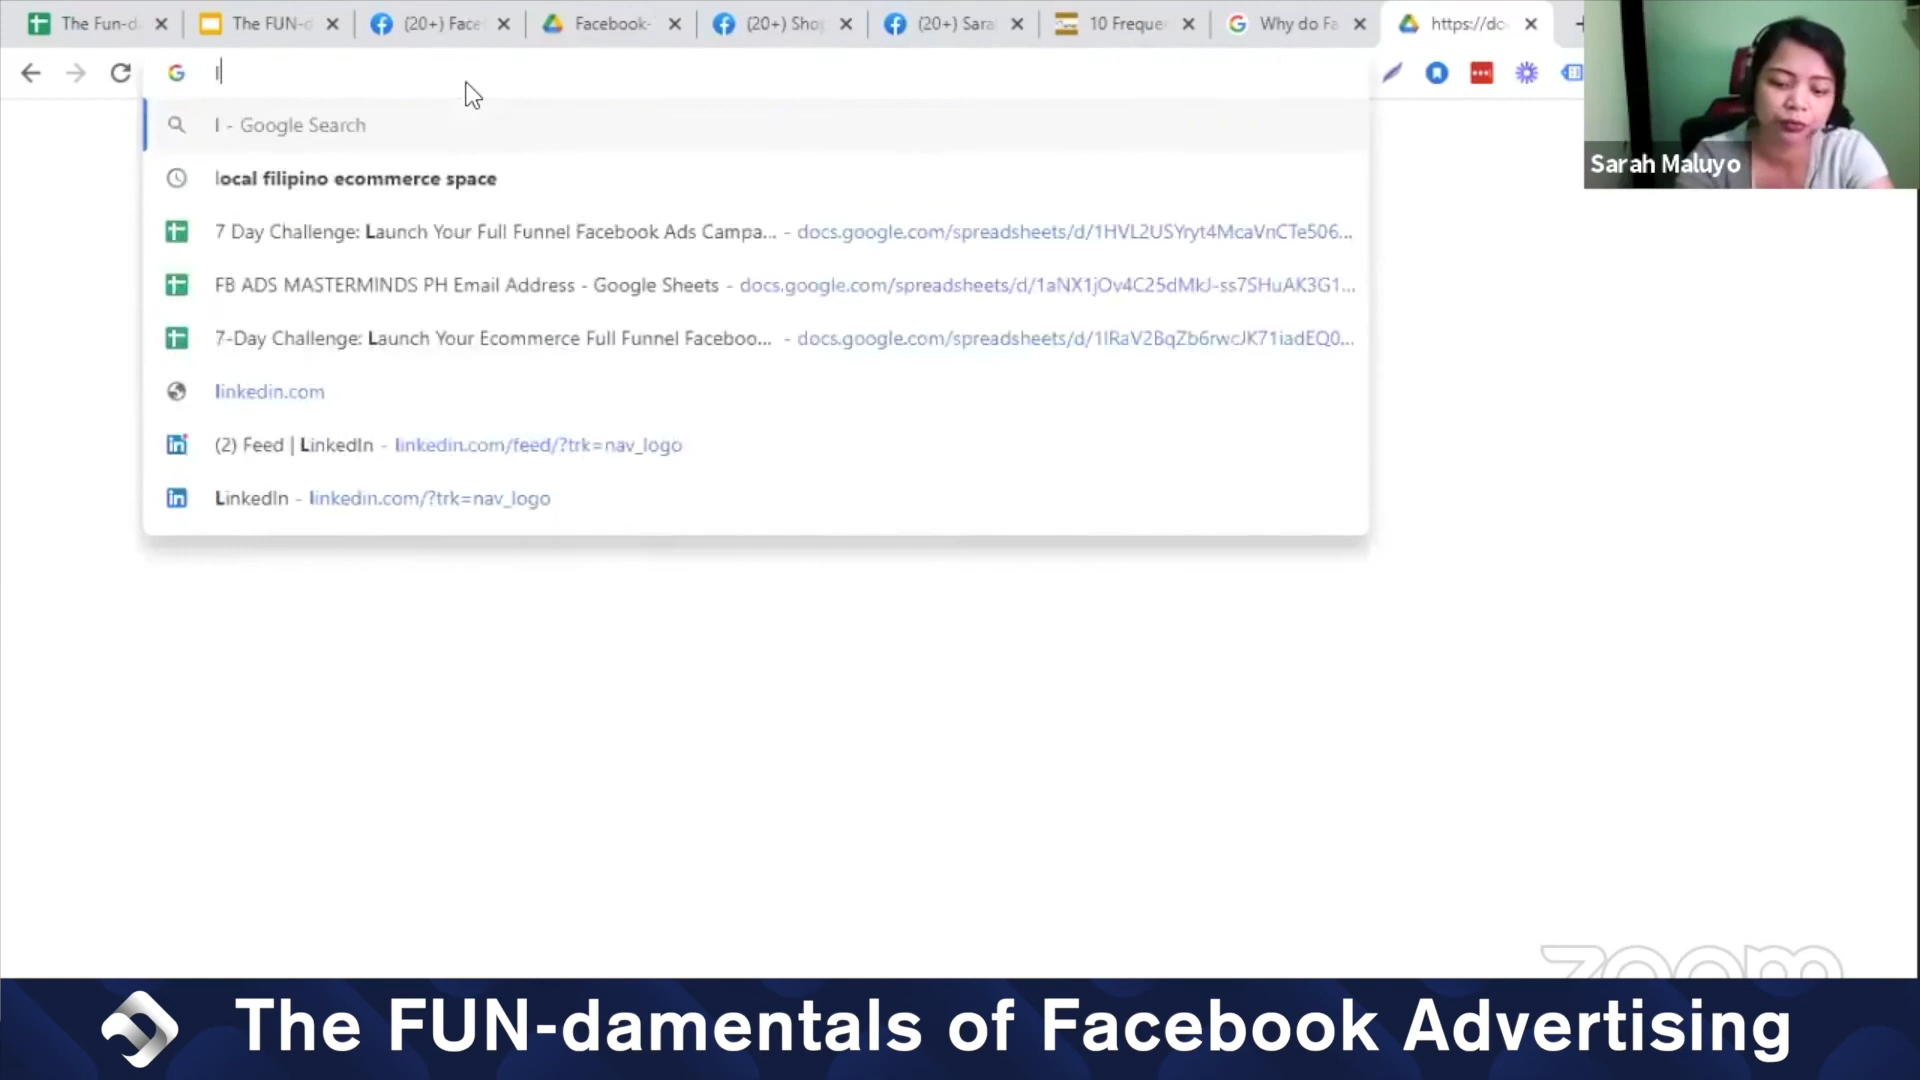 The Fun-d
The FUN-d
(20+) Face
Facebook-
(20+) Shop
(20+) Sara
10 Freque
Why do Fa
https://do
l
Sarah Maluyo
l - Google Search
local filipino ecommerce space
7 Day Challenge: Launch Your Full Funnel Facebook Ads Campa... - docs.google.com/spreadsheets/d/1HVL2USYryt4McaVnCTe506...
FB ADS MASTERMINDS PH Email Address - Google Sheets - docs.google.com/spreadsheets/d/1aNX1jOv4C25dMkJ-ss7SHuAK3G1...
7-Day Challenge: Launch Your Ecommerce Full Funnel Faceboo... - docs.google.com/spreadsheets/d/1lRaV2BqZb6rwcJK71iadEQ0...
linkedin.com
(2) Feed | LinkedIn - linkedin.com/feed/?trk=nav_logo
LinkedIn - linkedin.com/?trk=nav_logo
zoom
The FUN-damentals of Facebook Advertising